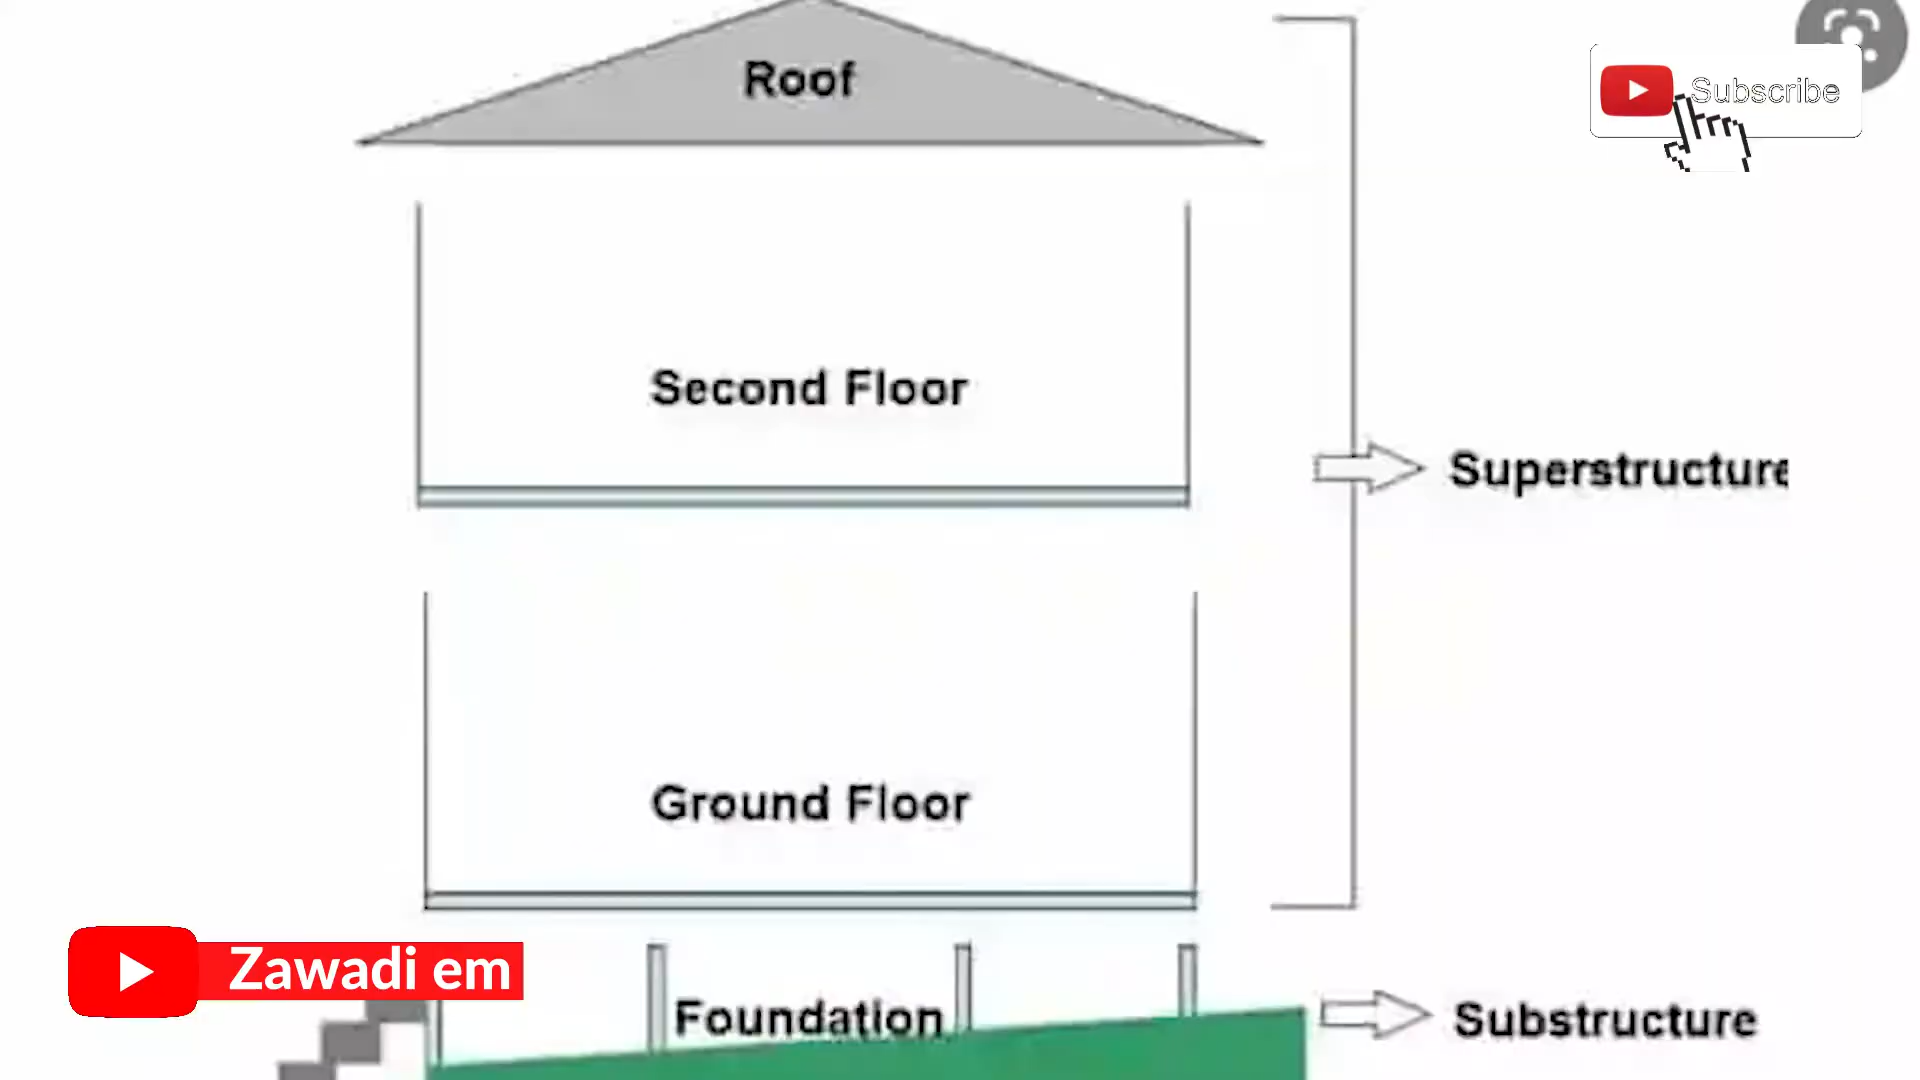 Roof
Subscribe
Second Floor
Superstructure
Ground Floor
Zawadi em
Foundation
Substructure